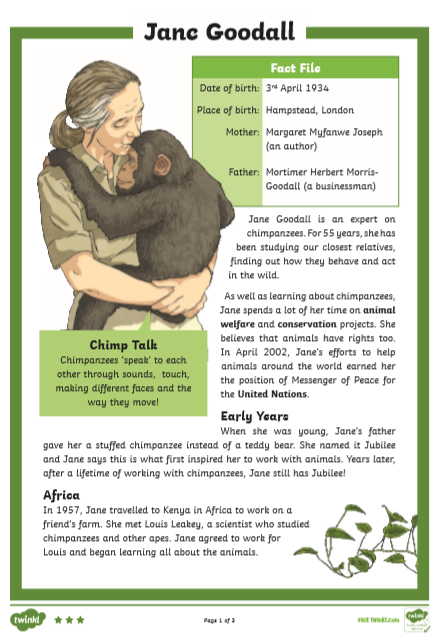 Jane Goodall
Fact File
Date of birth: 3rd April 1934
Place of birth: Hampstead, London
Mother: Margaret Myfanwe Joseph
(an author)
Father: Mortimer Herbert Morris-
Goodall (a businessman)
Jane Goodall is an expert on
chimpanzees. For 55 years, she has
been studying our closest relatives,
finding out how they behave and act
in the wild.
As well as learning about chimpanzees,
Jane spends a lot of her time on animal
welfare and conservation projects. She
believes that animals have rights too.
In April 2002, Jane's efforts to help
animals around the world earned her
the position of Messenger of Peace for
the United Nations.
Chimp Talk
Chimpanzees 'speak' to each
other through sounds, touch,
making different faces and the
way they move!
Early Years
When she was young, Jane's father
gave her a stuffed chimpanzee instead of a teddy bear. She named it Jubilee
and Jane says this is what first inspired her to work with animals. Years later,
after a lifetime of working with chimpanzees, Jane still has Jubilee!
Africa
In 1957, Jane travelled to Kenya in Africa to work on a
friend's farm. She met Louis Leakey, a scientist who studied
chimpanzees and other apes. Jane agreed to work for
Louis and began learning all about the animals.
twinkl
Page 1 of 3
visit twinkl.com
twinkl